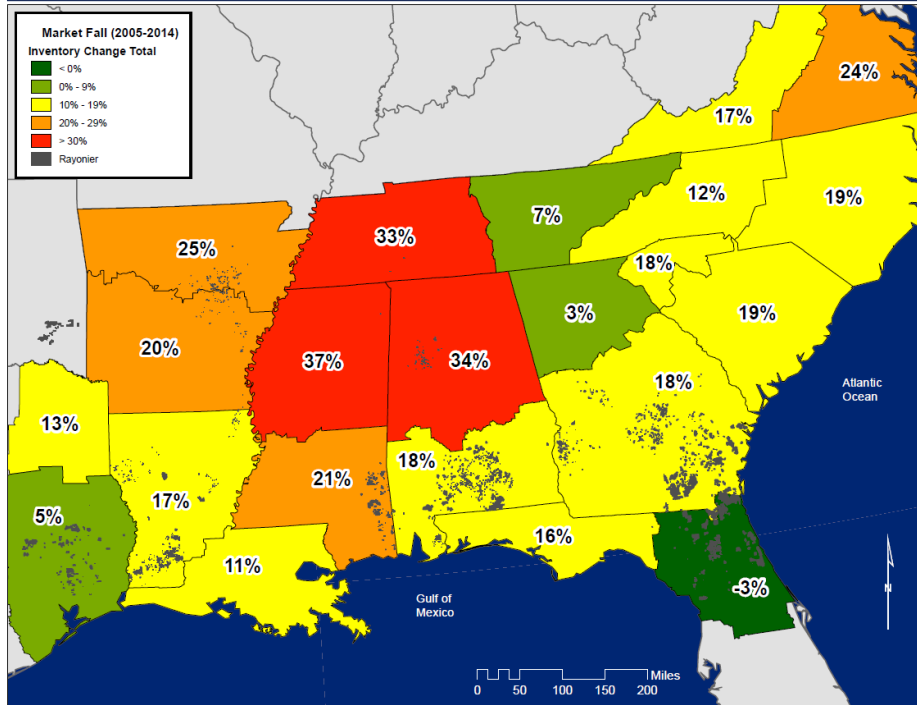 Market Fall (2005-2014)
Inventory Change Total
< 0%
0% - 9%
10% - 19%
20% - 29%
> 30%
Rayonier
24%
17%
12%
19%
7%
33%
25%
18%
3%
19%
20%
37%
34%
18%
Atlantic
Ocean
13%
18%
21%
17%
5%
16%
11%
-3%
Gulf of
Mexico
N
Miles
0 50 100 150 200